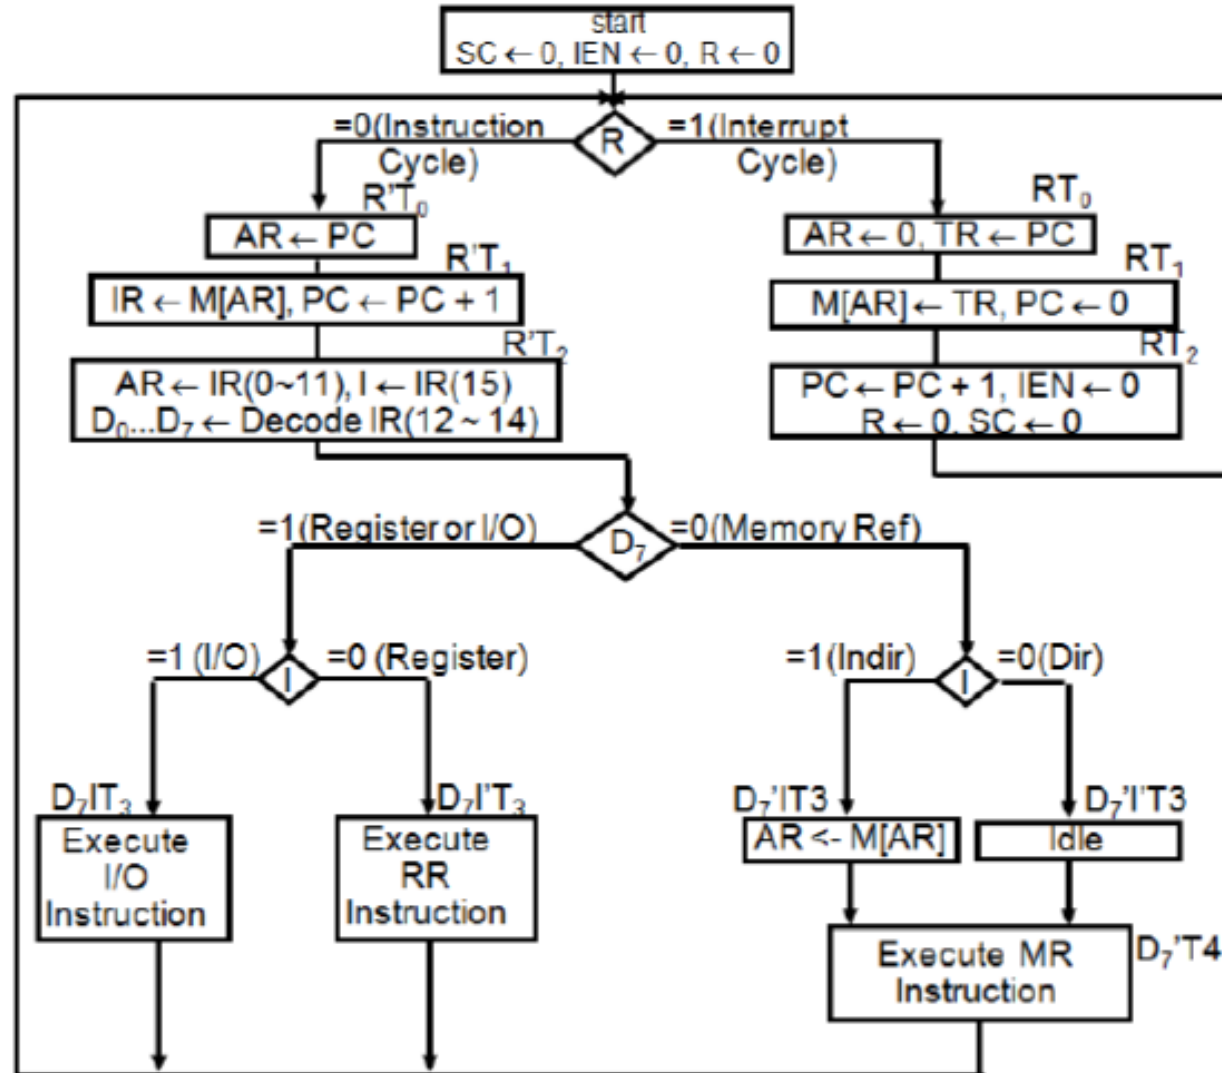 start
SC ← 0, IEN ← 0, R ← 0
=0(Instruction
Cycle)
R
=1(Interrupt
Cycle)
R'T₀
AR ← PC
R'T₁
IR ← M[AR], PC ← PC + 1
R'T₂
AR ← IR(0~11), I ← IR(15)
D₀...D₇ ← Decode IR(12 ~ 14)
RT₀
AR ← 0, TR ← PC
RT₁
M[AR] ← TR, PC ← 0
RT₂
PC ← PC + 1, IEN ← 0
R ← 0, SC ← 0
=1(Register or I/O)
D₇
=0(Memory Ref)
=1 (I/O)
I
=0 (Register)
=1(Indir)
I
=0(Dir)
D₇IT₃
Execute
I/O
Instruction
D₇I'T₃
Execute
RR
Instruction
D₇'IT3
AR <- M[AR]
D₇'I'T3
Idle
Execute MR
Instruction
D₇'T4